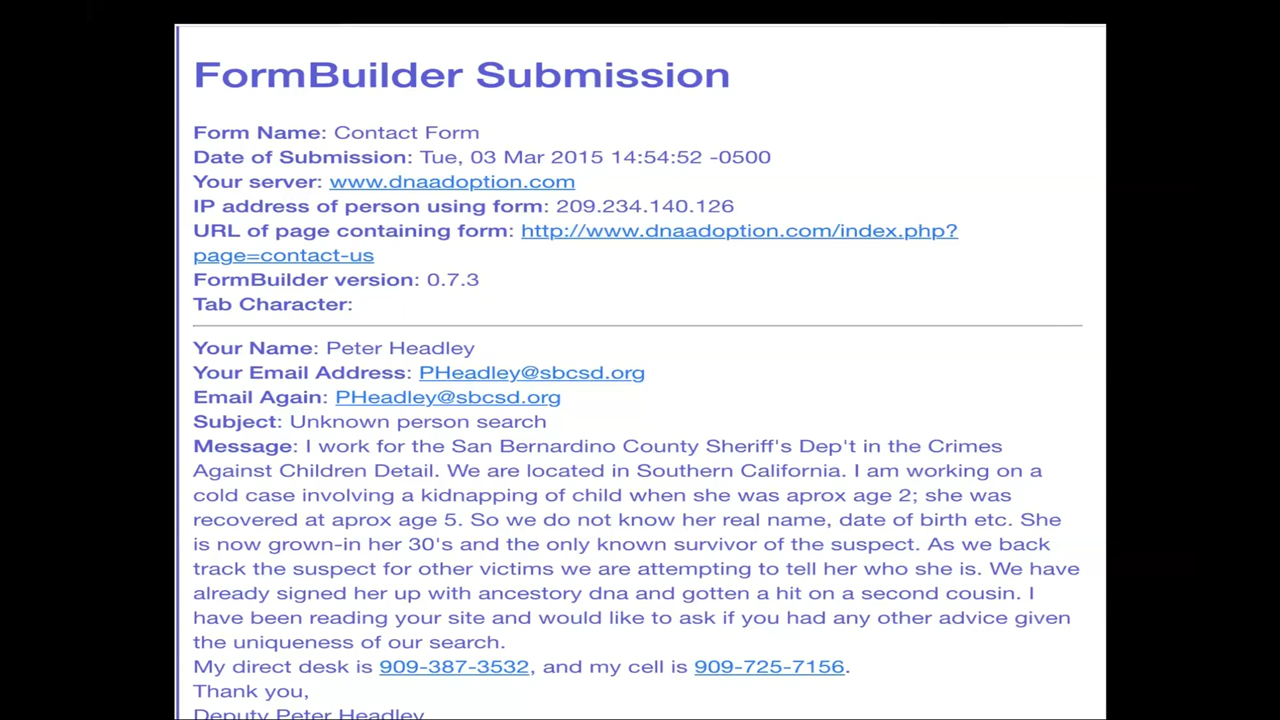 FormBuilder Submission
Form Name: Contact Form
Date of Submission: Tue, 03 Mar 2015 14:54:52 -0500
Your server: www.dnaadoption.com
IP address of person using form: 209.234.140.126
URL of page containing form: http://www.dnaadoption.com/index.php?
page=contact-us
FormBuilder version: 0.7.3
Tab Character:
Your Name: Peter Headley
Your Email Address: PHeadley@sbcsd.org
Email Again: PHeadley@sbcsd.org
Subject: Unknown person search
Message: I work for the San Bernardino County Sheriff's Dep't in the Crimes
Against Children Detail. We are located in Southern California. I am working on a
cold case involving a kidnapping of child when she was aprox age 2; she was
recovered at aprox age 5. So we do not know her real name, date of birth etc. She
is now grown-in her 30's and the only known survivor of the suspect. As we back
track the suspect for other victims we are attempting to tell her who she is. We have
already signed her up with ancestory dna and gotten a hit on a second cousin. I
have been reading your site and would like to ask if you had any other advice given
the uniqueness of our search.
My direct desk is 909-387-3532, and my cell is 909-725-7156.
Thank you,
Deputy Peter Headley